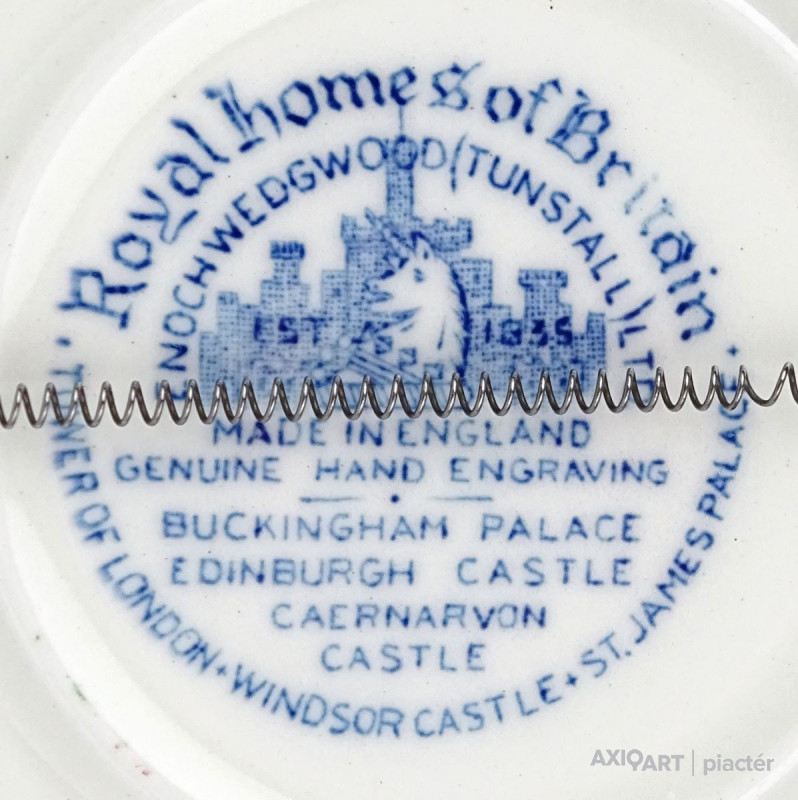 Royal homes of Britain
ENOCH WEDGWOOD (TUNSTALL) LTD
EST 1835
MADE IN ENGLAND
GENUINE HAND ENGRAVING
BUCKINGHAM PALACE
EDINBURGH CASTLE
CAERNARVON
CASTLE
· TOWER OF LONDON · WINDSOR CASTLE · ST. JAMES PALACE ·
AXIOART | piactér